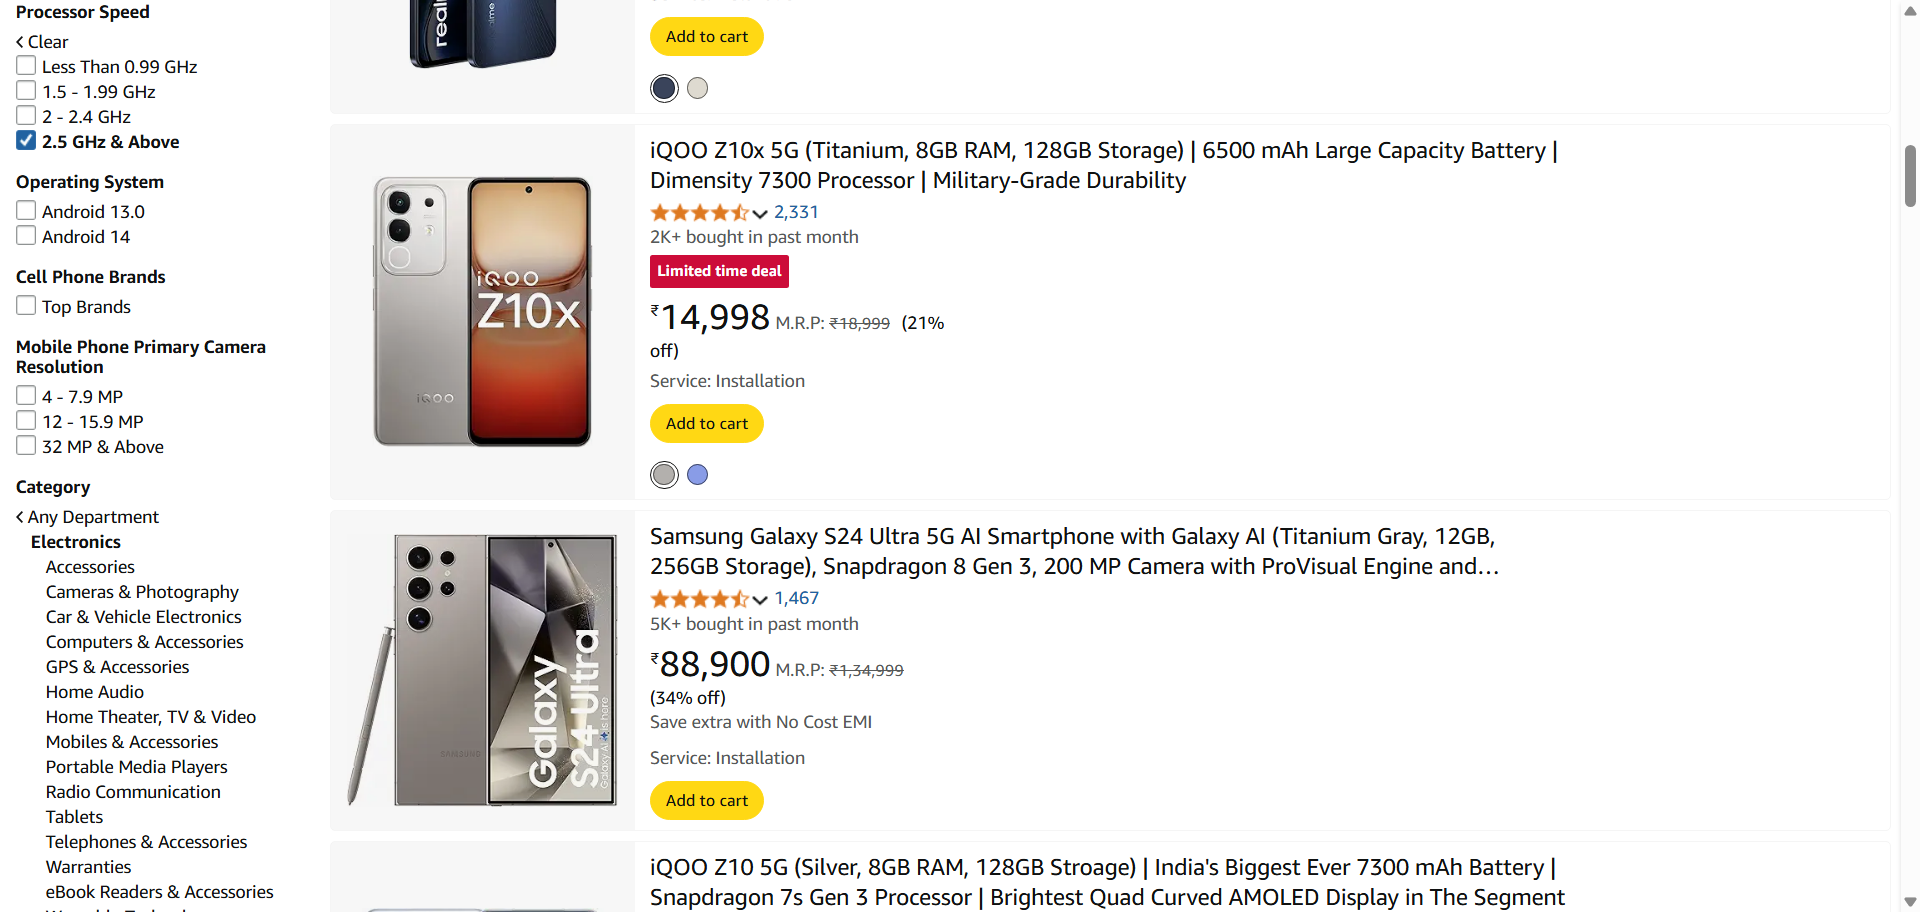 Processor Speed
Clear
Less Than 0.99 GHz
1.5 - 1.99 GHz
2 - 2.4 GHz
2.5 GHz & Above
Operating System
Android 13.0
Android 14
Cell Phone Brands
Top Brands
Mobile Phone Primary Camera
Resolution
4 - 7.9 MP
12 - 15.9 MP
32 MP & Above
Category
Any Department
Electronics
Accessories
Cameras & Photography
Car & Vehicle Electronics
Computers & Accessories
GPS & Accessories
Home Audio
Home Theater, TV & Video
Mobiles & Accessories
Portable Media Players
Radio Communication
Tablets
Telephones & Accessories
Warranties
eBook Readers & Accessories
Add to cart
iQOO
Z10x
iQOO
iQOO Z10x 5G (Titanium, 8GB RAM, 128GB Storage) | 6500 mAh Large Capacity Battery |
Dimensity 7300 Processor | Military-Grade Durability
2,331
2K+ bought in past month
Limited time deal
₹14,998 M.R.P: ₹18,999 (21%
off)
Service: Installation
Add to cart
Galaxy
S24 Ultra
Galaxy AI is here
SAMSUNG
Samsung Galaxy S24 Ultra 5G AI Smartphone with Galaxy AI (Titanium Gray, 12GB,
256GB Storage), Snapdragon 8 Gen 3, 200 MP Camera with ProVisual Engine and…
1,467
5K+ bought in past month
₹88,900 M.R.P: ₹1,34,999
(34% off)
Save extra with No Cost EMI
Service: Installation
Add to cart
iQOO Z10 5G (Silver, 8GB RAM, 128GB Stroage) | India's Biggest Ever 7300 mAh Battery |
Snapdragon 7s Gen 3 Processor | Brightest Quad Curved AMOLED Display in The Segment